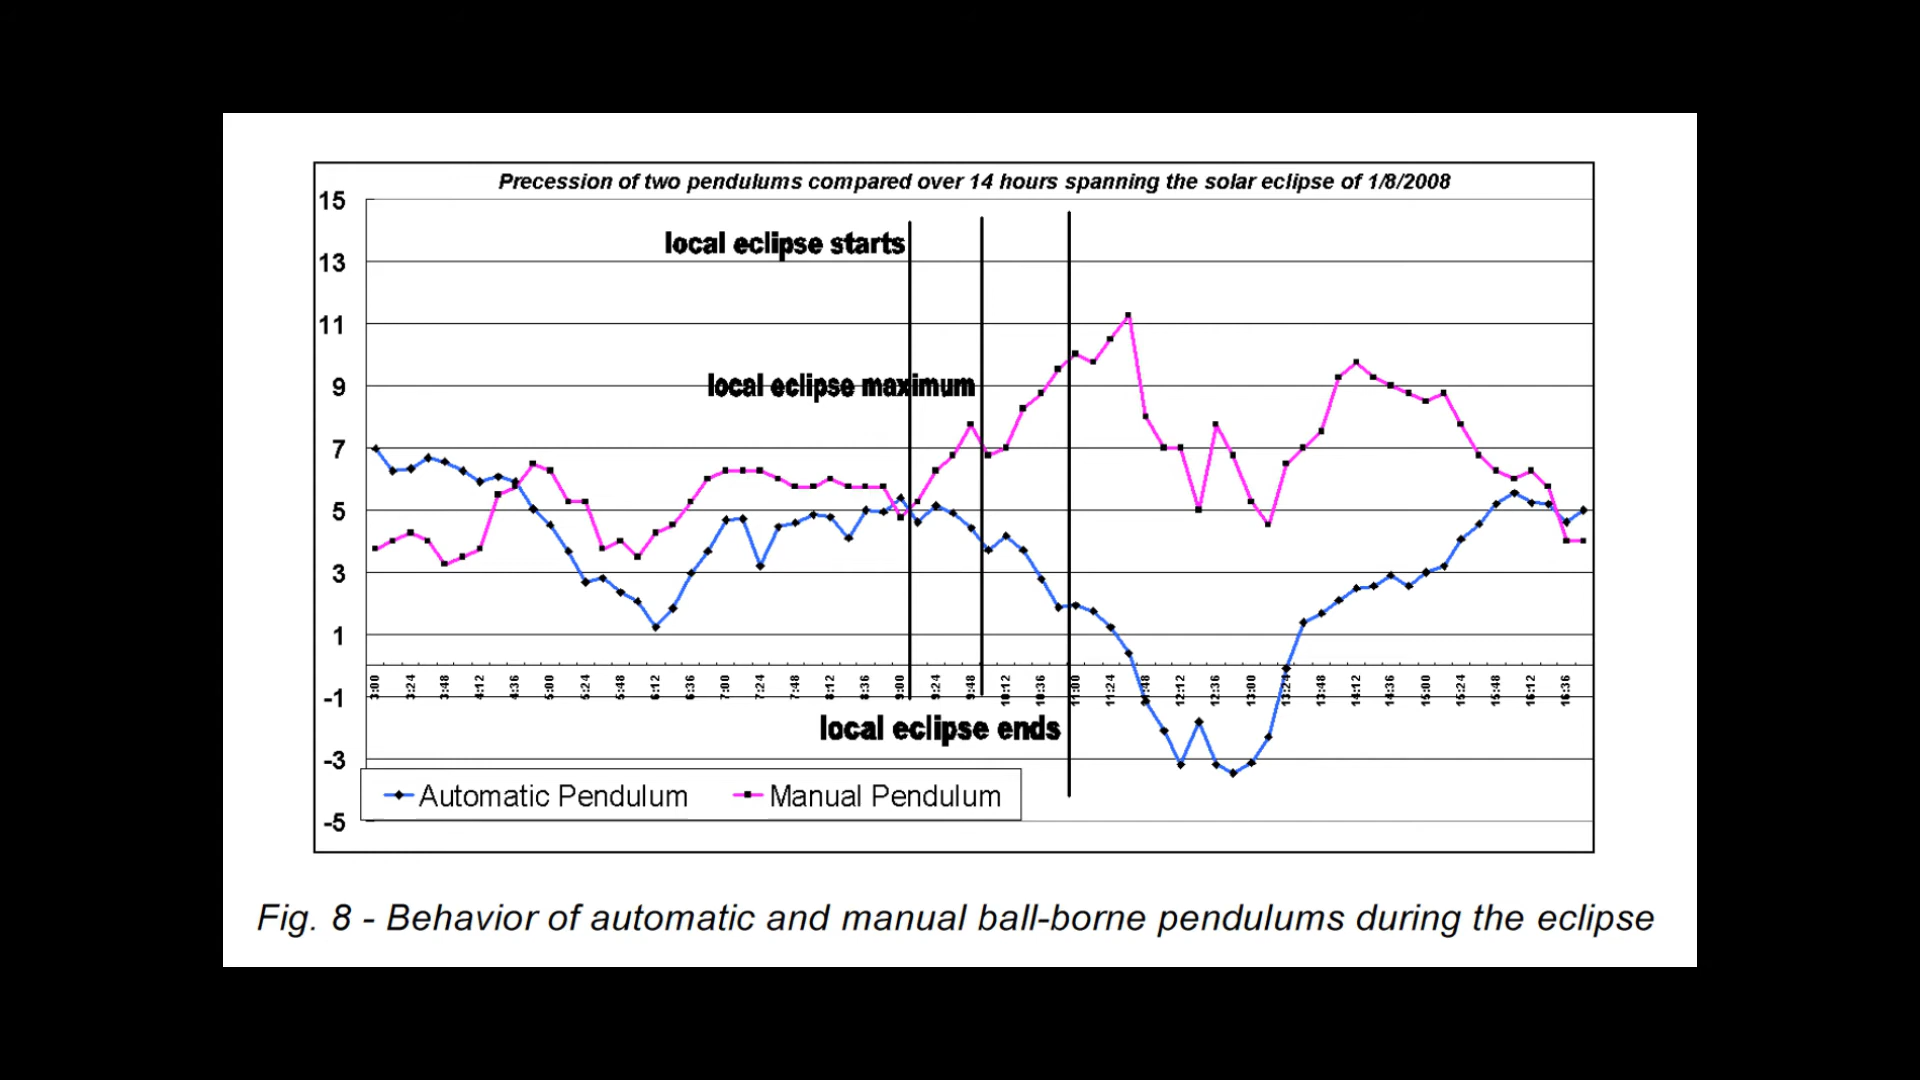 Precession of two pendulums compared over 14 hours spanning the solar eclipse of 1/8/2008
15
13
11
9
7
5
3
1
-1
-3
-5
local eclipse starts
local eclipse maximum
3:00 3:24 3:48 4:12 4:36 5:00 5:24 5:48 6:12 6:36 7:00 7:24 7:48 8:12 8:36 9:00 9:24 9:48 10:12 10:36 11:00 11:24 11:48 12:12 12:36 13:00 13:24 13:48 14:12 14:36 15:00 15:24 15:48 16:12 16:36
local eclipse ends
Automatic Pendulum Manual Pendulum
Fig. 8 - Behavior of automatic and manual ball-borne pendulums during the eclipse